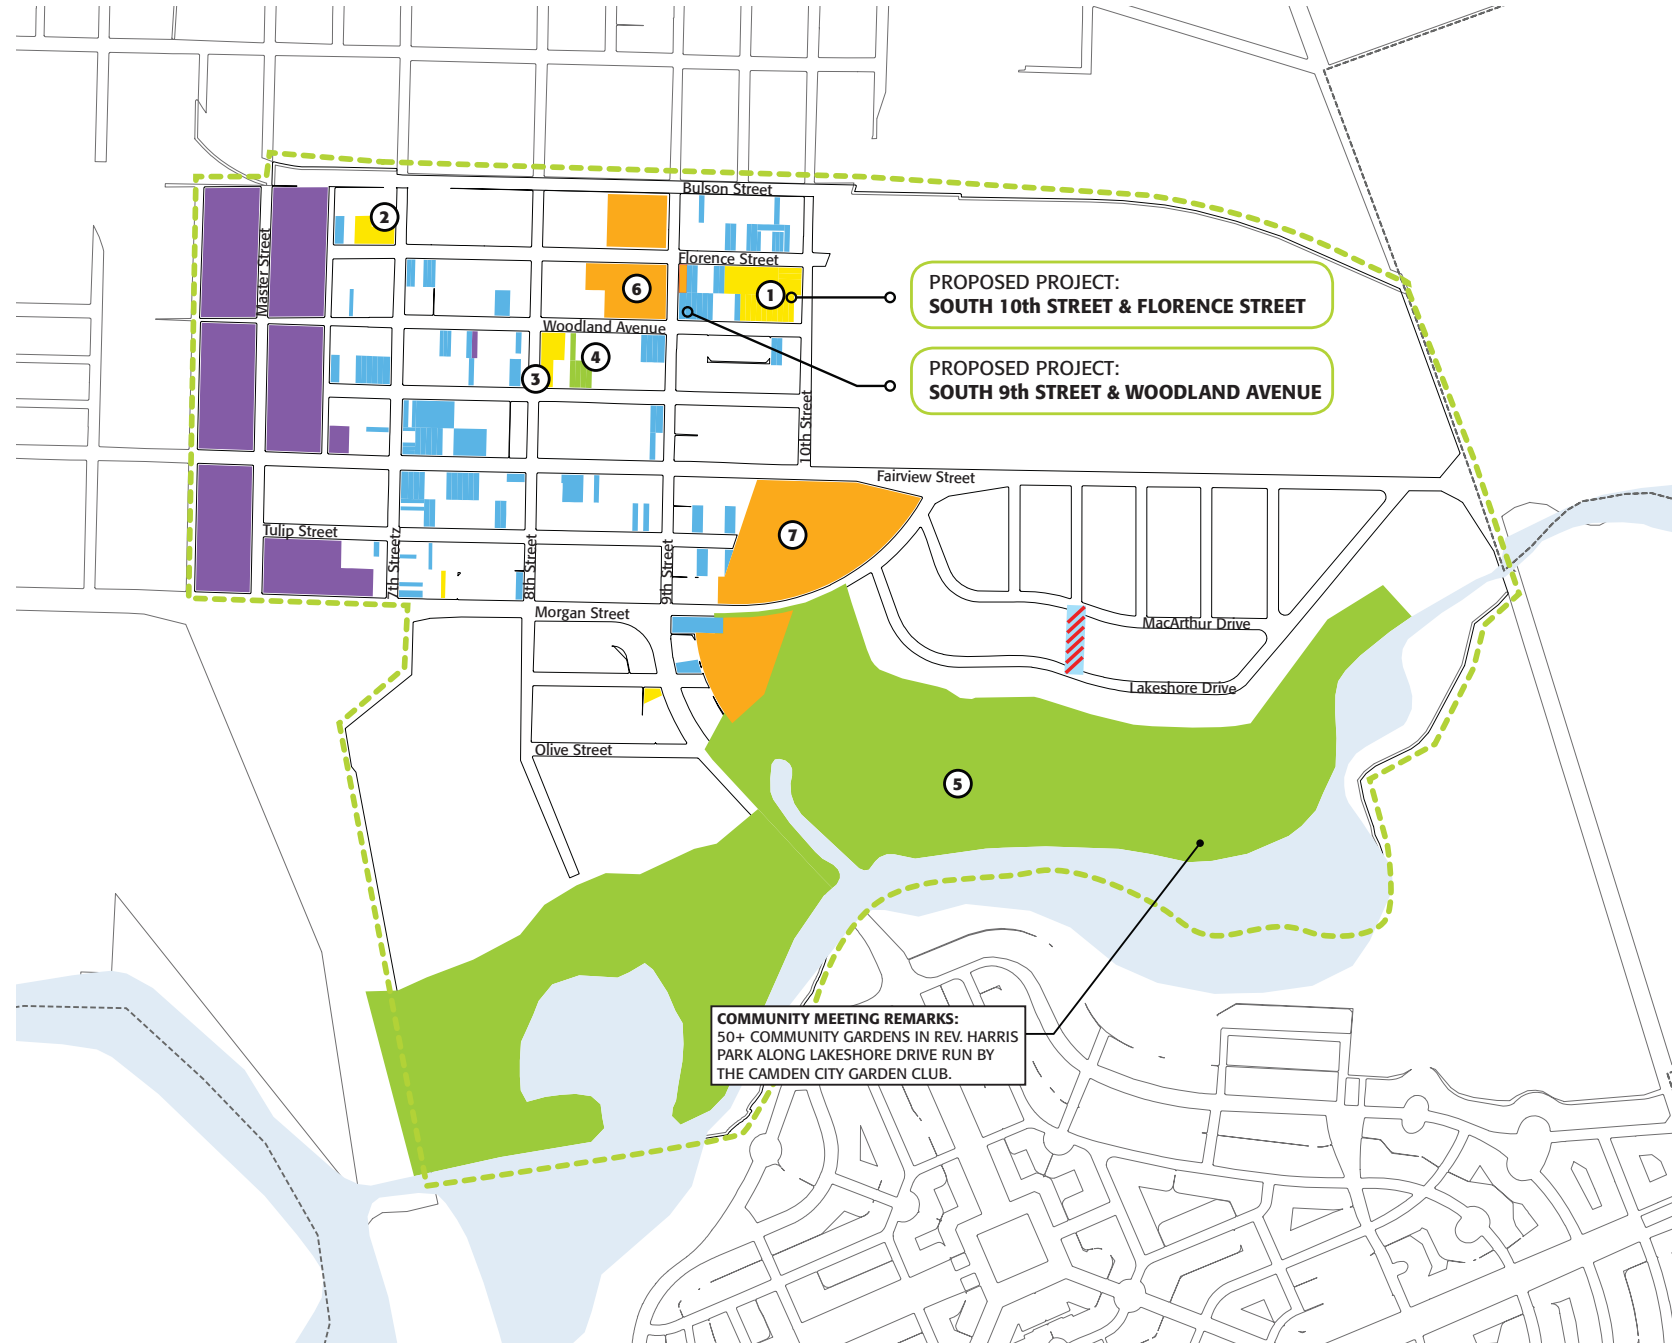 Bulson Street
2
Master Street
Florence Street
6
1
PROPOSED PROJECT:
SOUTH 10th STREET & FLORENCE STREET
Woodland Avenue
4
3
PROPOSED PROJECT:
SOUTH 9th STREET & WOODLAND AVENUE
10th Street
Fairview Street
Tulip Street
7
7th Streetz
8th Street
9th Street
Morgan Street
MacArthur Drive
Lakeshore Drive
Olive Street
5
COMMUNITY MEETING REMARKS:
50+ COMMUNITY GARDENS IN REV. HARRIS
PARK ALONG LAKESHORE DRIVE RUN BY
THE CAMDEN CITY GARDEN CLUB.